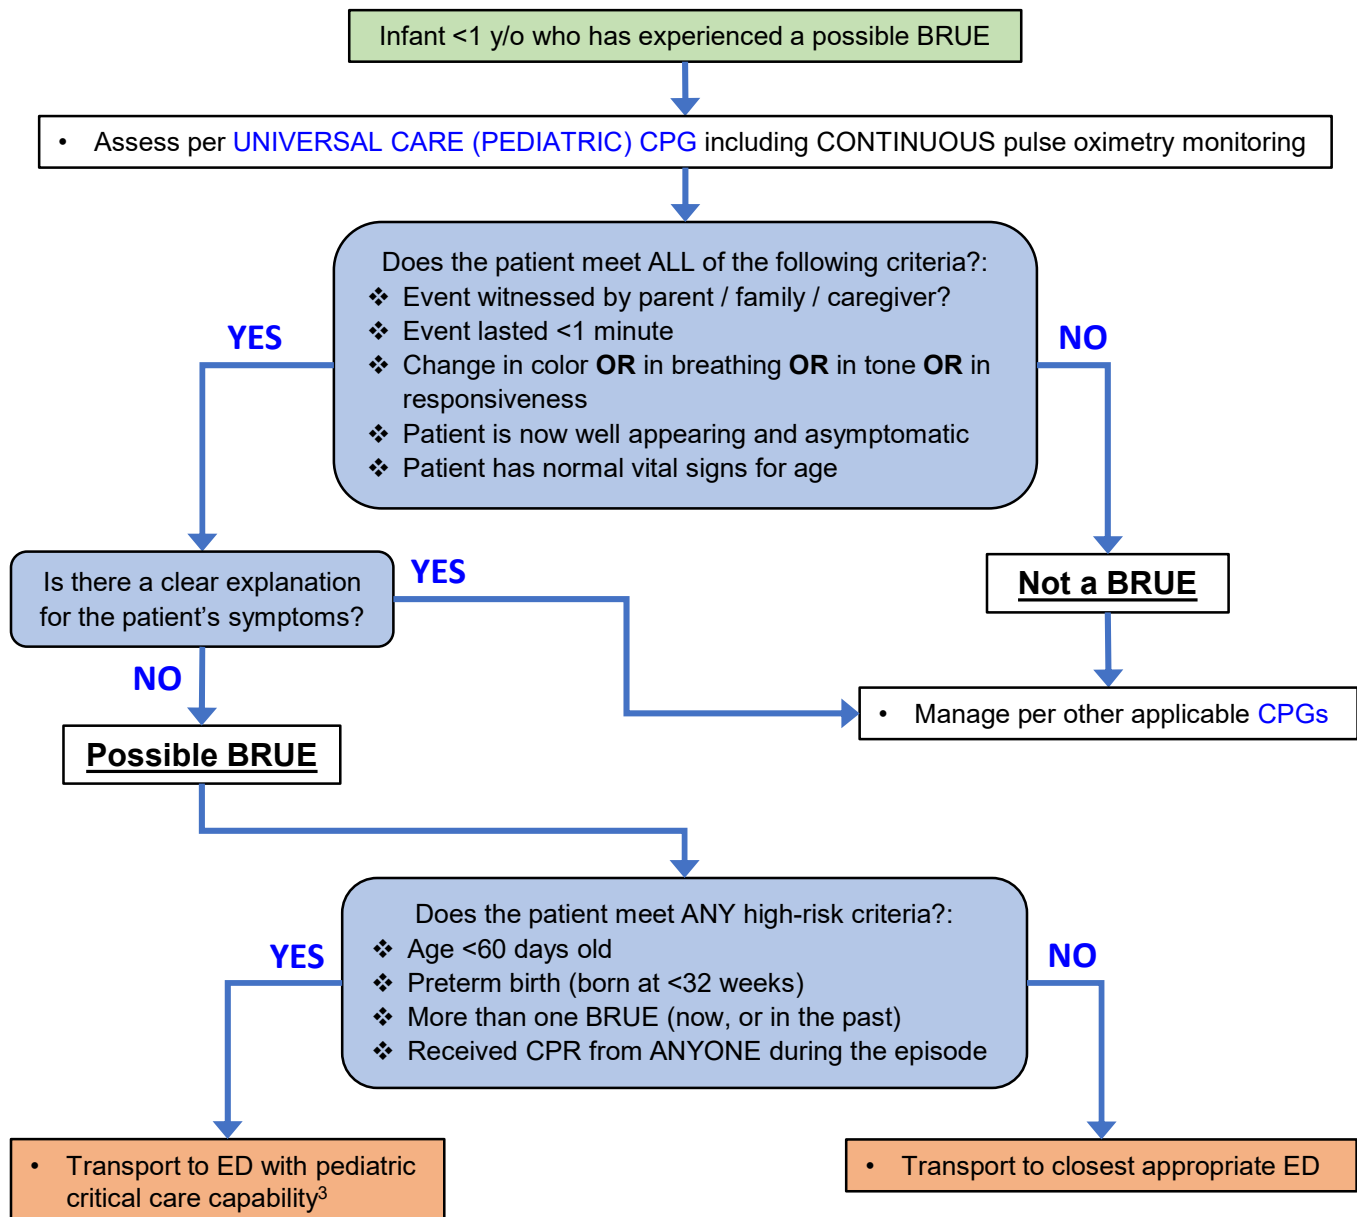 Infant <1 y/o who has experienced a possible BRUE
• Assess per UNIVERSAL CARE (PEDIATRIC) CPG including CONTINUOUS pulse oximetry monitoring
Does the patient meet ALL of the following criteria?:
❖ Event witnessed by parent / family / caregiver?
❖ Event lasted <1 minute
❖ Change in color OR in breathing OR in tone OR in
responsiveness
❖ Patient is now well appearing and asymptomatic
❖ Patient has normal vital signs for age
YES
NO
Is there a clear explanation
for the patient's symptoms?
YES
NO
Not a BRUE
• Manage per other applicable CPGs
Possible BRUE
Does the patient meet ANY high-risk criteria?:
❖ Age <60 days old
❖ Preterm birth (born at <32 weeks)
❖ More than one BRUE (now, or in the past)
❖ Received CPR from ANYONE during the episode
YES
NO
• Transport to ED with pediatric
critical care capability³
• Transport to closest appropriate ED